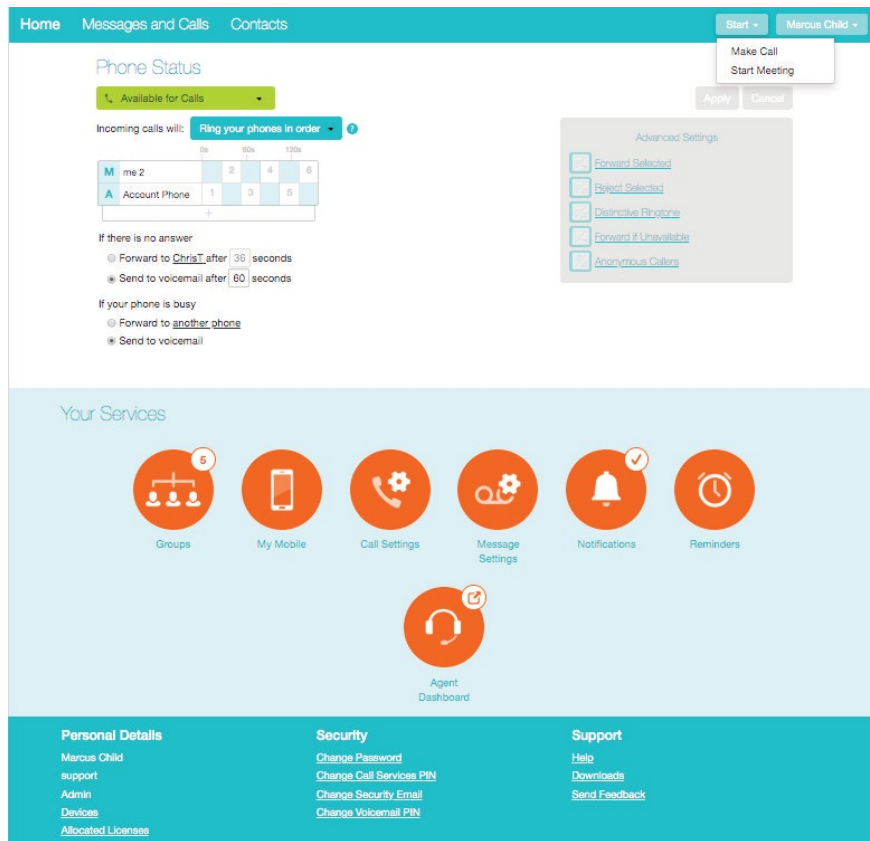 Home Messages and Calls Contacts Start Marcus Child
Make Call
Start Meeting
Phone Status
Available for Calls
Apply Cancel
Incoming calls will: Ring your phones in order ?
0s 60s 120s
M me 2 2 4 6
A Account Phone 1 3 5
+
Advanced Settings
Forward Selected
Reject Selected
Distinctive Ringtone
Forward if Unavailable
Anonymous Callers
If there is no answer
Forward to ChrisT after 36 seconds
Send to voicemail after 60 seconds
If your phone is busy
Forward to another phone
Send to voicemail
Your Services
5
Groups
My Mobile
Call Settings
Message
Settings
Notifications
Reminders
Agent
Dashboard
Personal Details
Marcus Child
support
Admin
Devices
Allocated Licenses
Security
Change Password
Change Call Services PIN
Change Security Email
Change Voicemail PIN
Support
Help
Downloads
Send Feedback